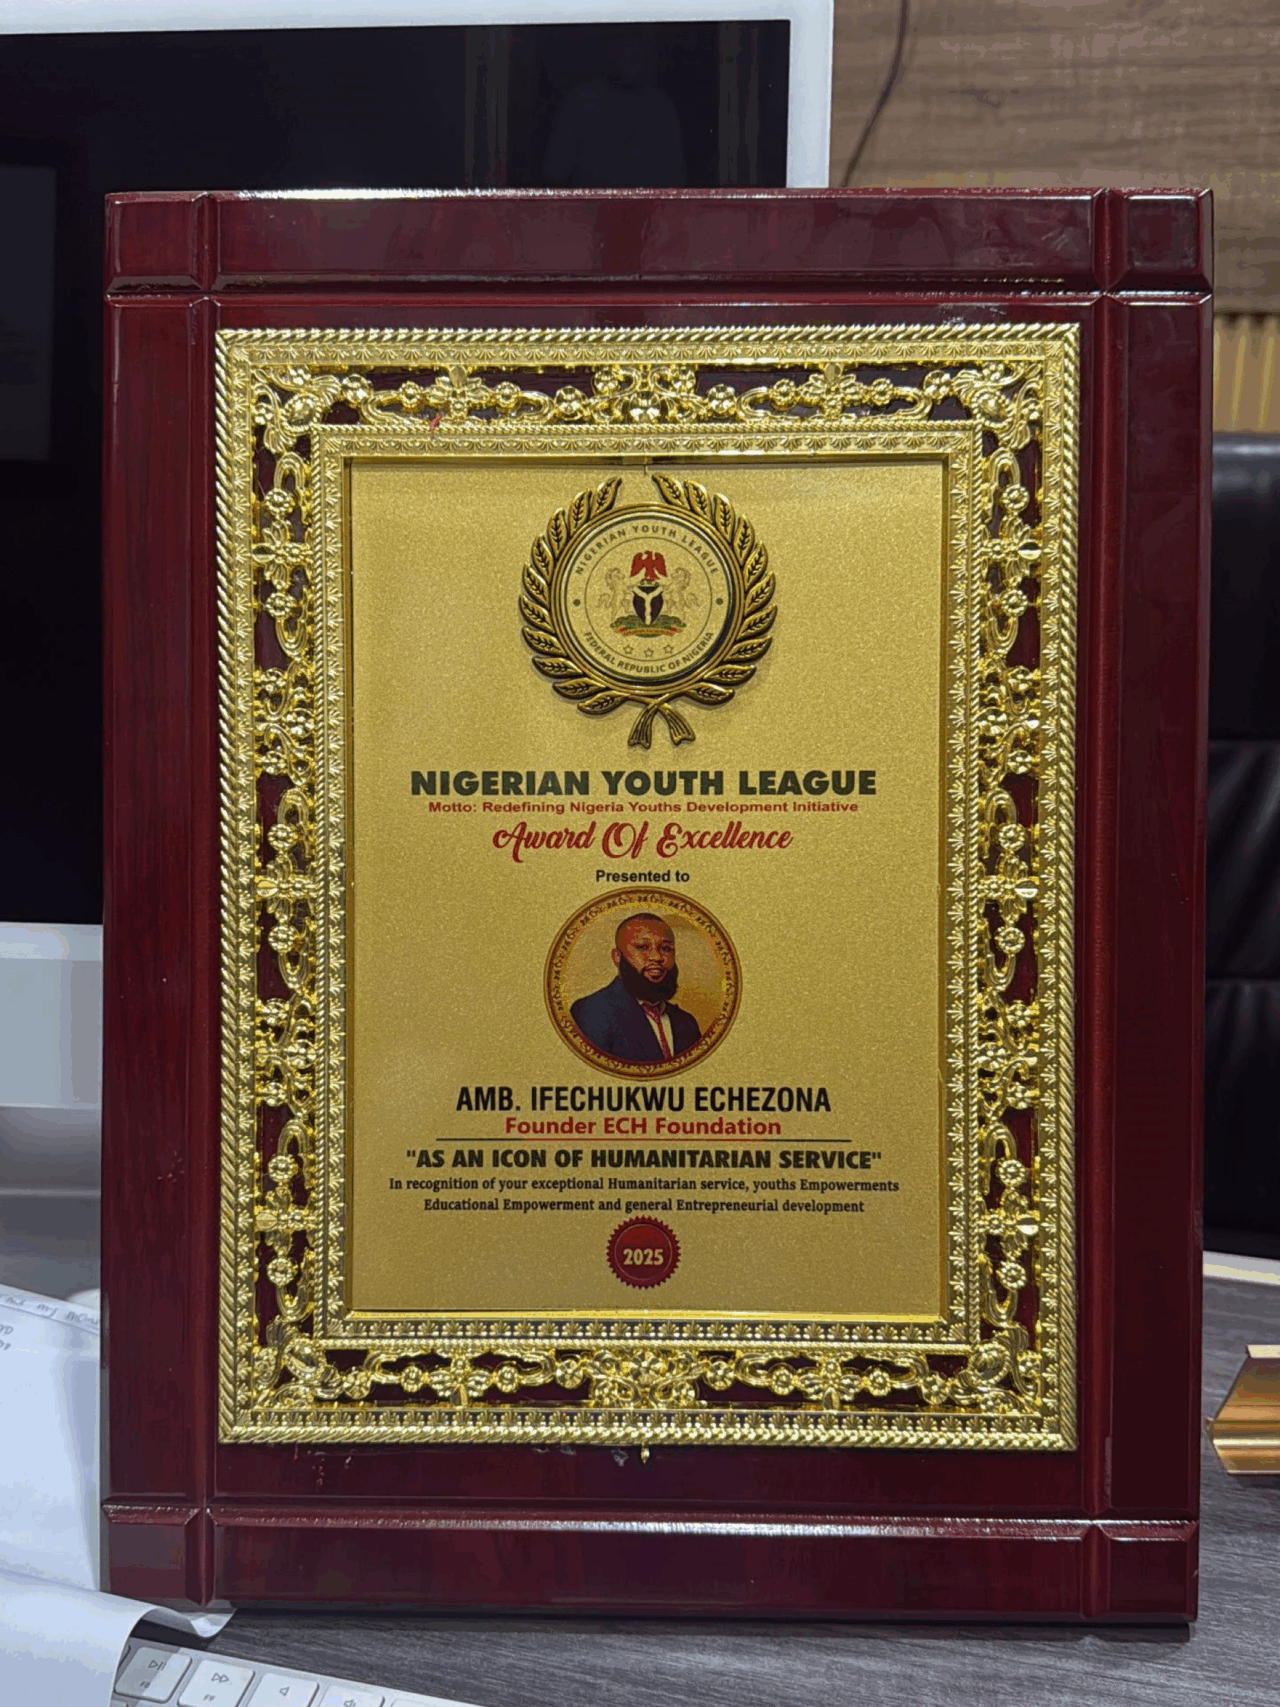 NIGERIAN YOUTH LEAGUE
FEDERAL REPUBLIC OF NIGERIA
NIGERIAN YOUTH LEAGUE
Motto: Redefining Nigeria Youths Development Initiative
Award Of Excellence
Presented to
AMB. IFECHUKWU ECHEZONA
Founder ECH Foundation
"AS AN ICON OF HUMANITARIAN SERVICE"
In recognition of your exceptional Humanitarian service, youths Empowerments
Educational Empowerment and general Entrepreneurial development
2025